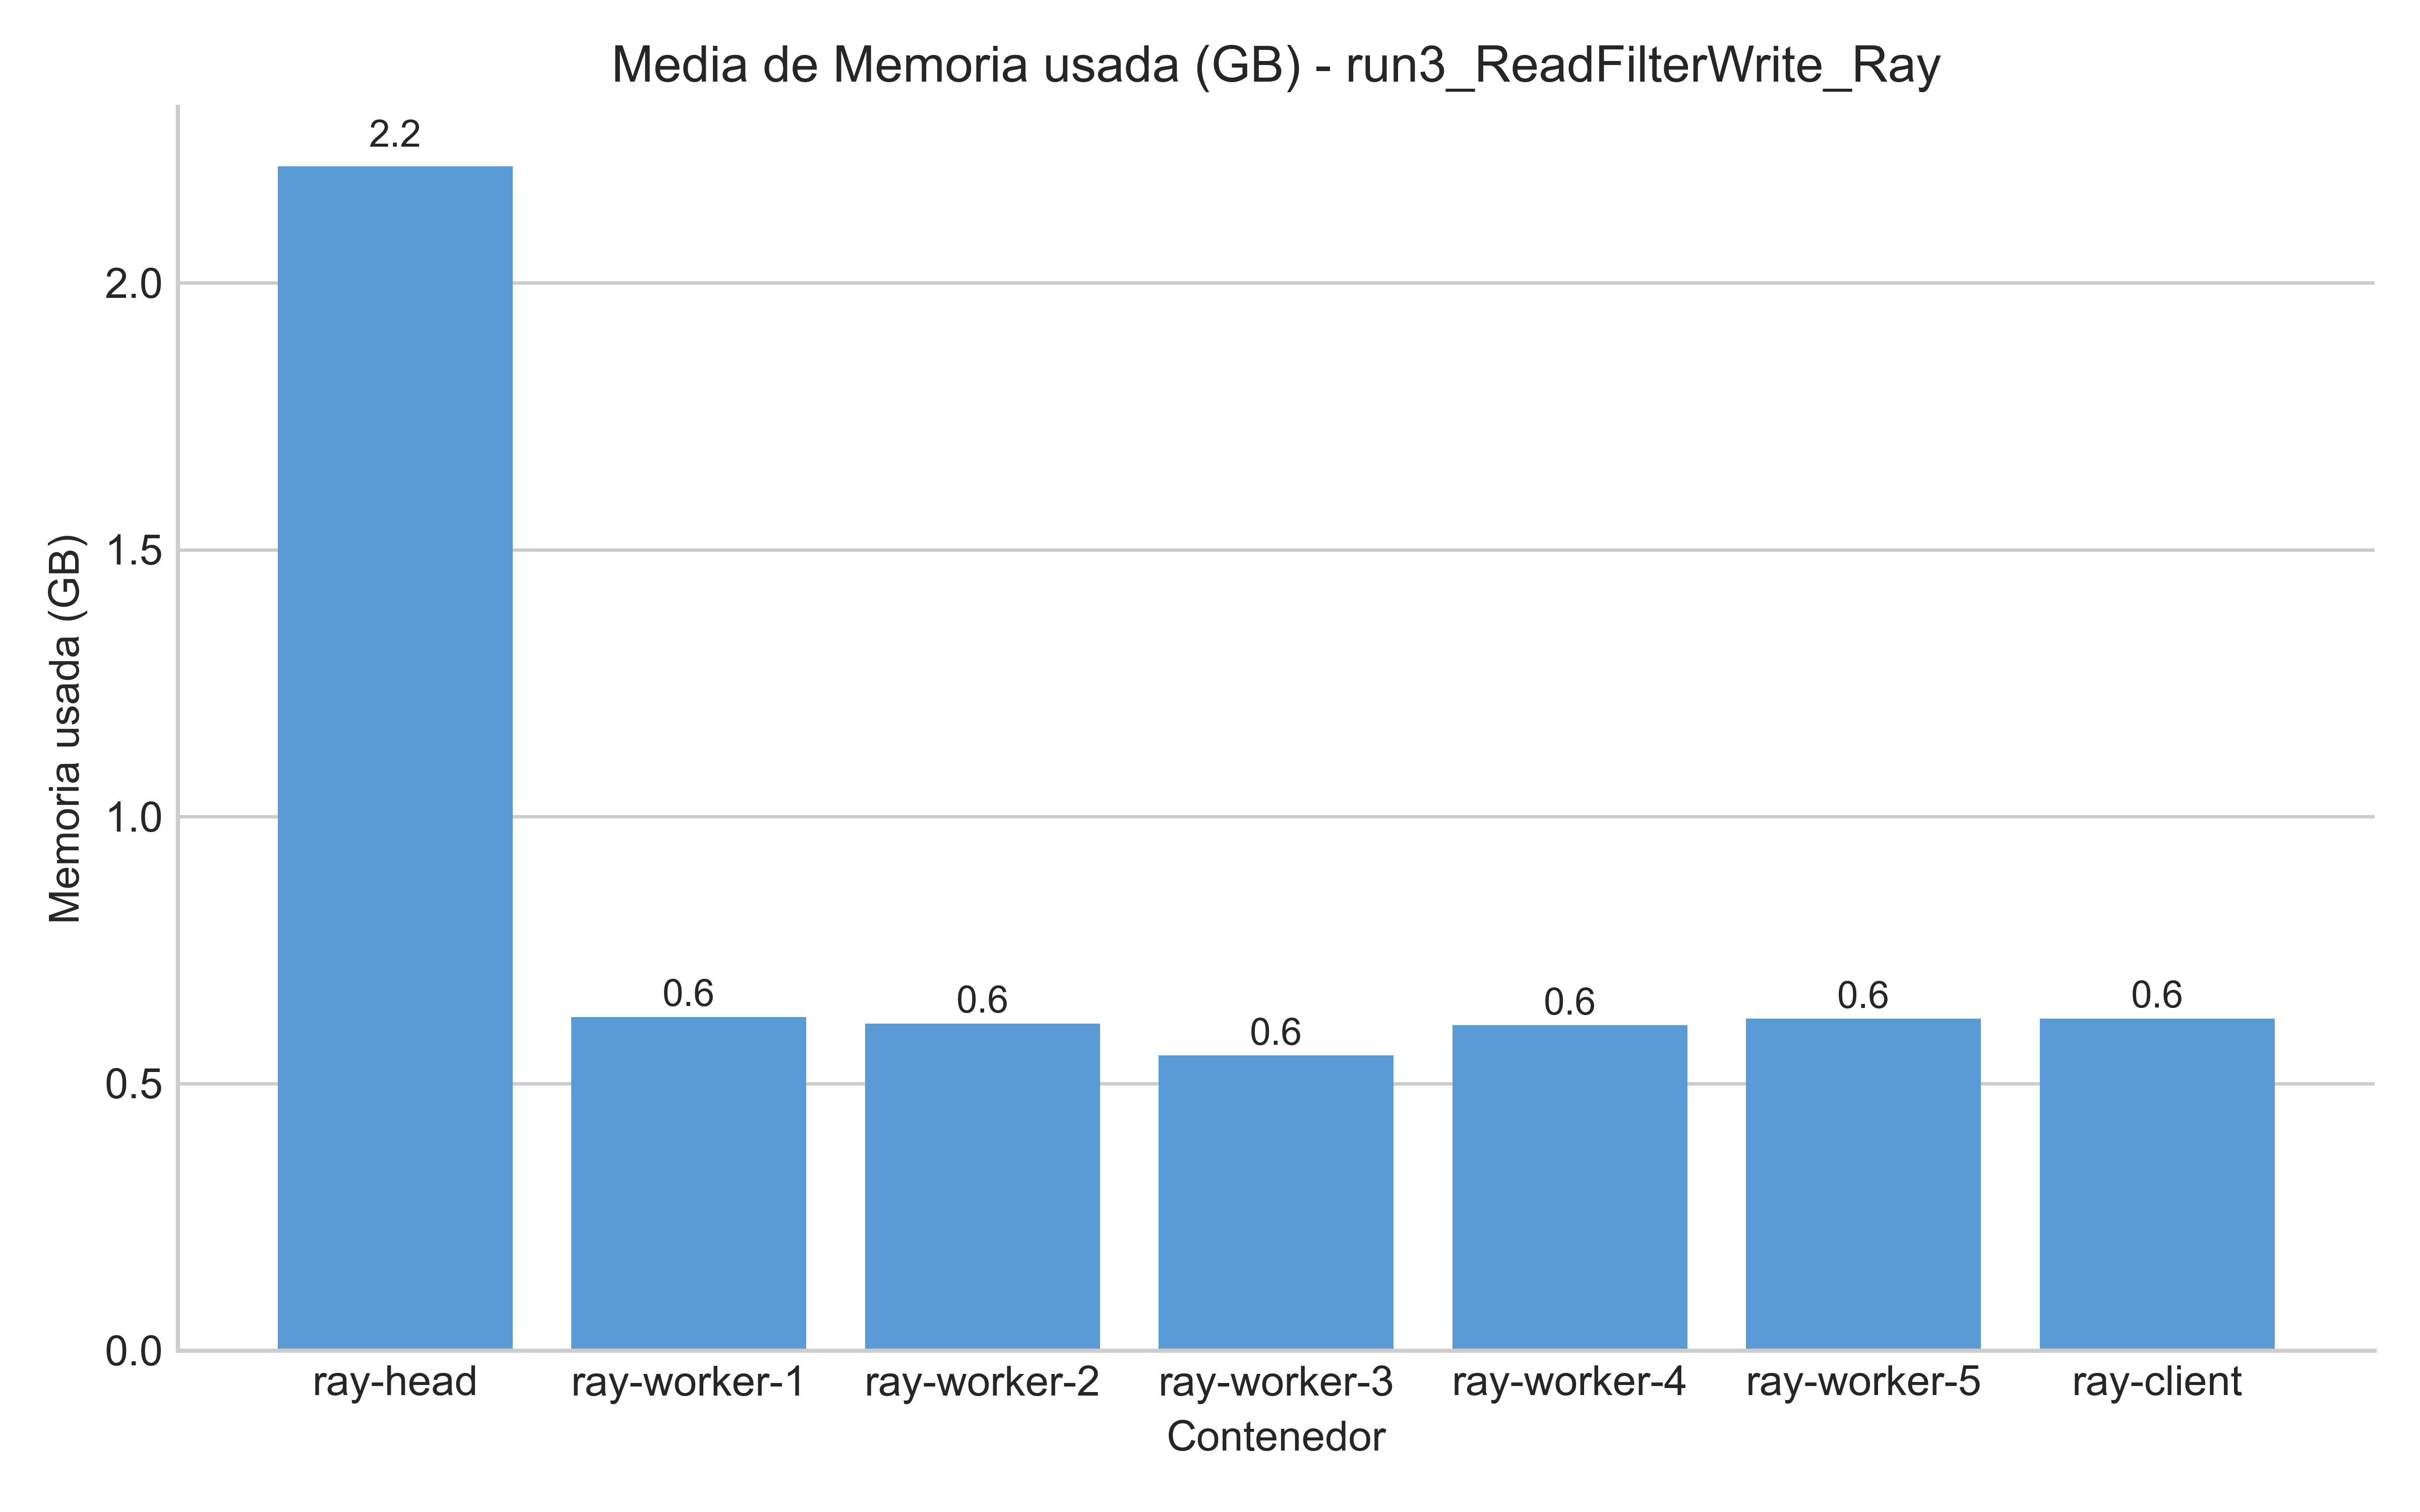 Media de Memoria usada (GB) - run3_ReadFilterWrite_Ray
2.2
2.0
1.5
1.0
0.5
0.0
Memoria usada (GB)
0.6
0.6
0.6
0.6
0.6
0.6
ray-head
ray-worker-1
ray-worker-2
ray-worker-3
ray-worker-4
ray-worker-5
ray-client
Contenedor